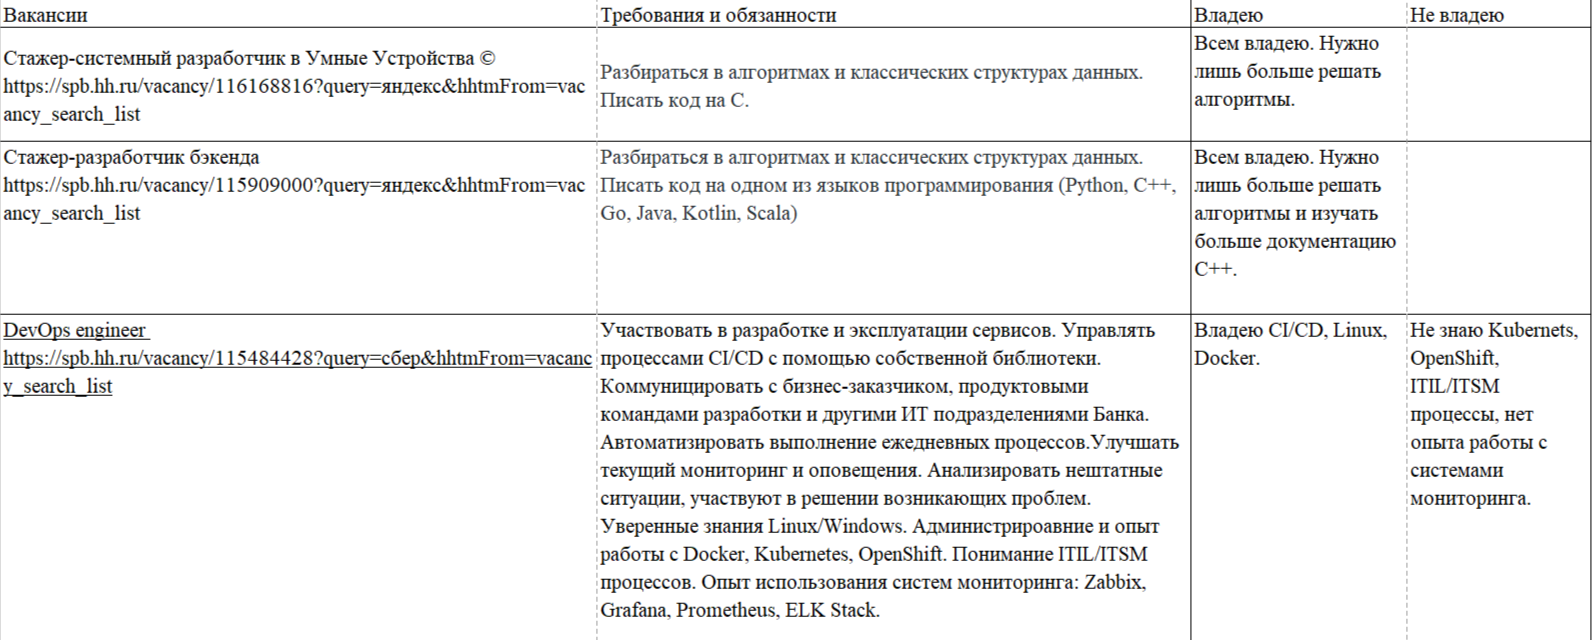 Вакансии
Требования и обязанности
Владею
Не владею
Стажер-системный разработчик в Умные Устройства ©
https://spb.hh.ru/vacancy/116168816?query=яндекс&hhtmFrom=vac
ancy_search_list
Разбираться в алгоритмах и классических структурах данных.
Писать код на C.
Всем владею. Нужно
лишь больше решать
алгоритмы.
Стажер-разработчик бэкенда
https://spb.hh.ru/vacancy/115909000?query=яндекс&hhtmFrom=vac
ancy_search_list
Разбираться в алгоритмах и классических структурах данных.
Писать код на одном из языков программирования (Python, C++,
Go, Java, Kotlin, Scala)
Всем владею. Нужно
лишь больше решать
алгоритмы и изучать
больше документацию
C++.
DevOps engineer
https://spb.hh.ru/vacancy/115484428?query=сбер&hhtmFrom=vacanc
y_search_list
Участвовать в разработке и эксплуатации сервисов. Управлять
процессами CI/CD с помощью собственной библиотеки.
Коммуницировать с бизнес-заказчиком, продуктовыми
командами разработки и другими ИТ подразделениями Банка.
Автоматизировать выполнение ежедневных процессов.Улучшать
текущий мониторинг и оповещения. Анализировать нештатные
ситуации, участвуют в решении возникающих проблем.
Уверенные знания Linux/Windows. Администрироавние и опыт
работы с Docker, Kubernetes, OpenShift. Понимание ITIL/ITSM
процессов. Опыт использования систем мониторинга: Zabbix,
Grafana, Prometheus, ELK Stack.
Владею CI/CD, Linux,
Docker.
Не знаю Kubernets,
OpenShift,
ITIL/ITSM
процессы, нет
опыта работы с
системами
мониторинга.